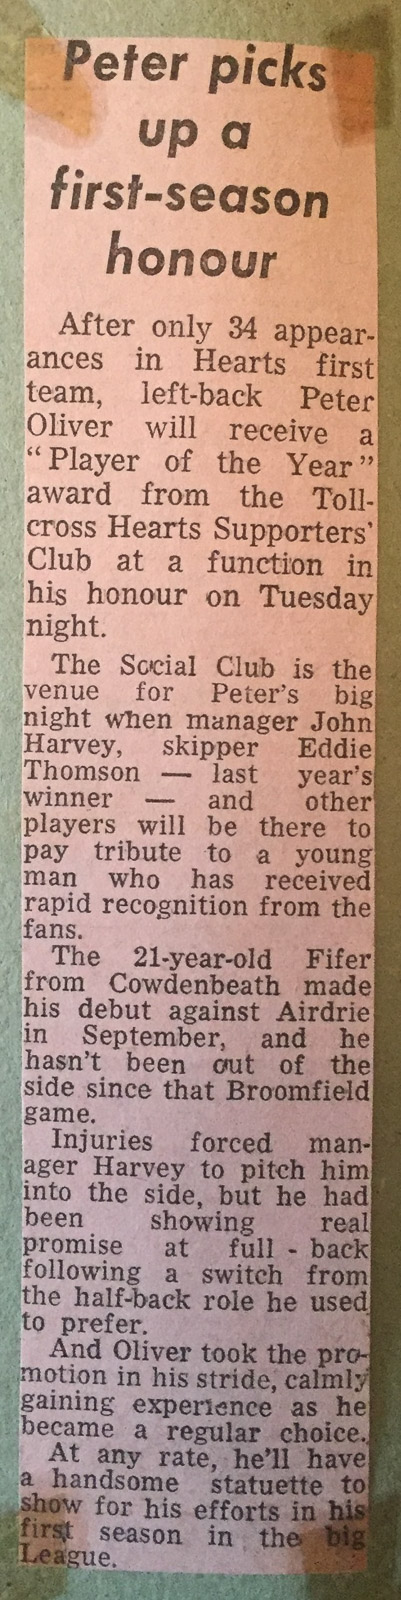 Peter picks
up a
first-season
honour
After only 34 appear-
ances in Hearts first
team, left-back Peter
Oliver will receive a
“Player of the Year”
award from the Toll-
cross Hearts Supporters’
Club at a function in
his honour on Tuesday
night.
The Social Club is the
venue for Peter’s big
night when manager John
Harvey, skipper Eddie
Thomson — last year’s
winner — and other
players will be there to
pay tribute to a young
man who has received
rapid recognition from the
fans.
The 21-year-old Fifer
from Cowdenbeath made
his debut against Airdrie
in September, and he
hasn’t been out of the
side since that Broomfield
game.
Injuries forced man-
ager Harvey to pitch him
into the side, but he had
been showing real
promise at full - back
following a switch from
the half-back role he used
to prefer.
And Oliver took the pro-
motion in his stride, calmly
gaining experience as he
became a regular choice.
At any rate, he’ll have
a handsome statuette to
show for his efforts in his
first season in the big
League.